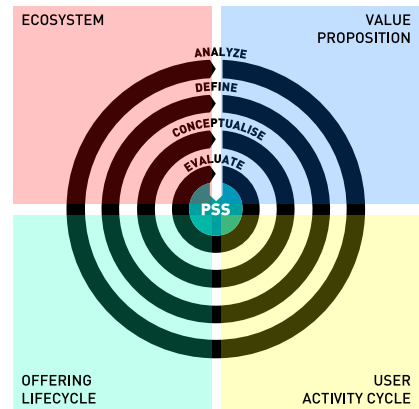 ECOSYSTEM
VALUE
PROPOSITION
ANALYZE
DEFINE
CONCEPTUALISE
EVALUATE
PSS
OFFERING
LIFECYCLE
USER
ACTIVITY CYCLE